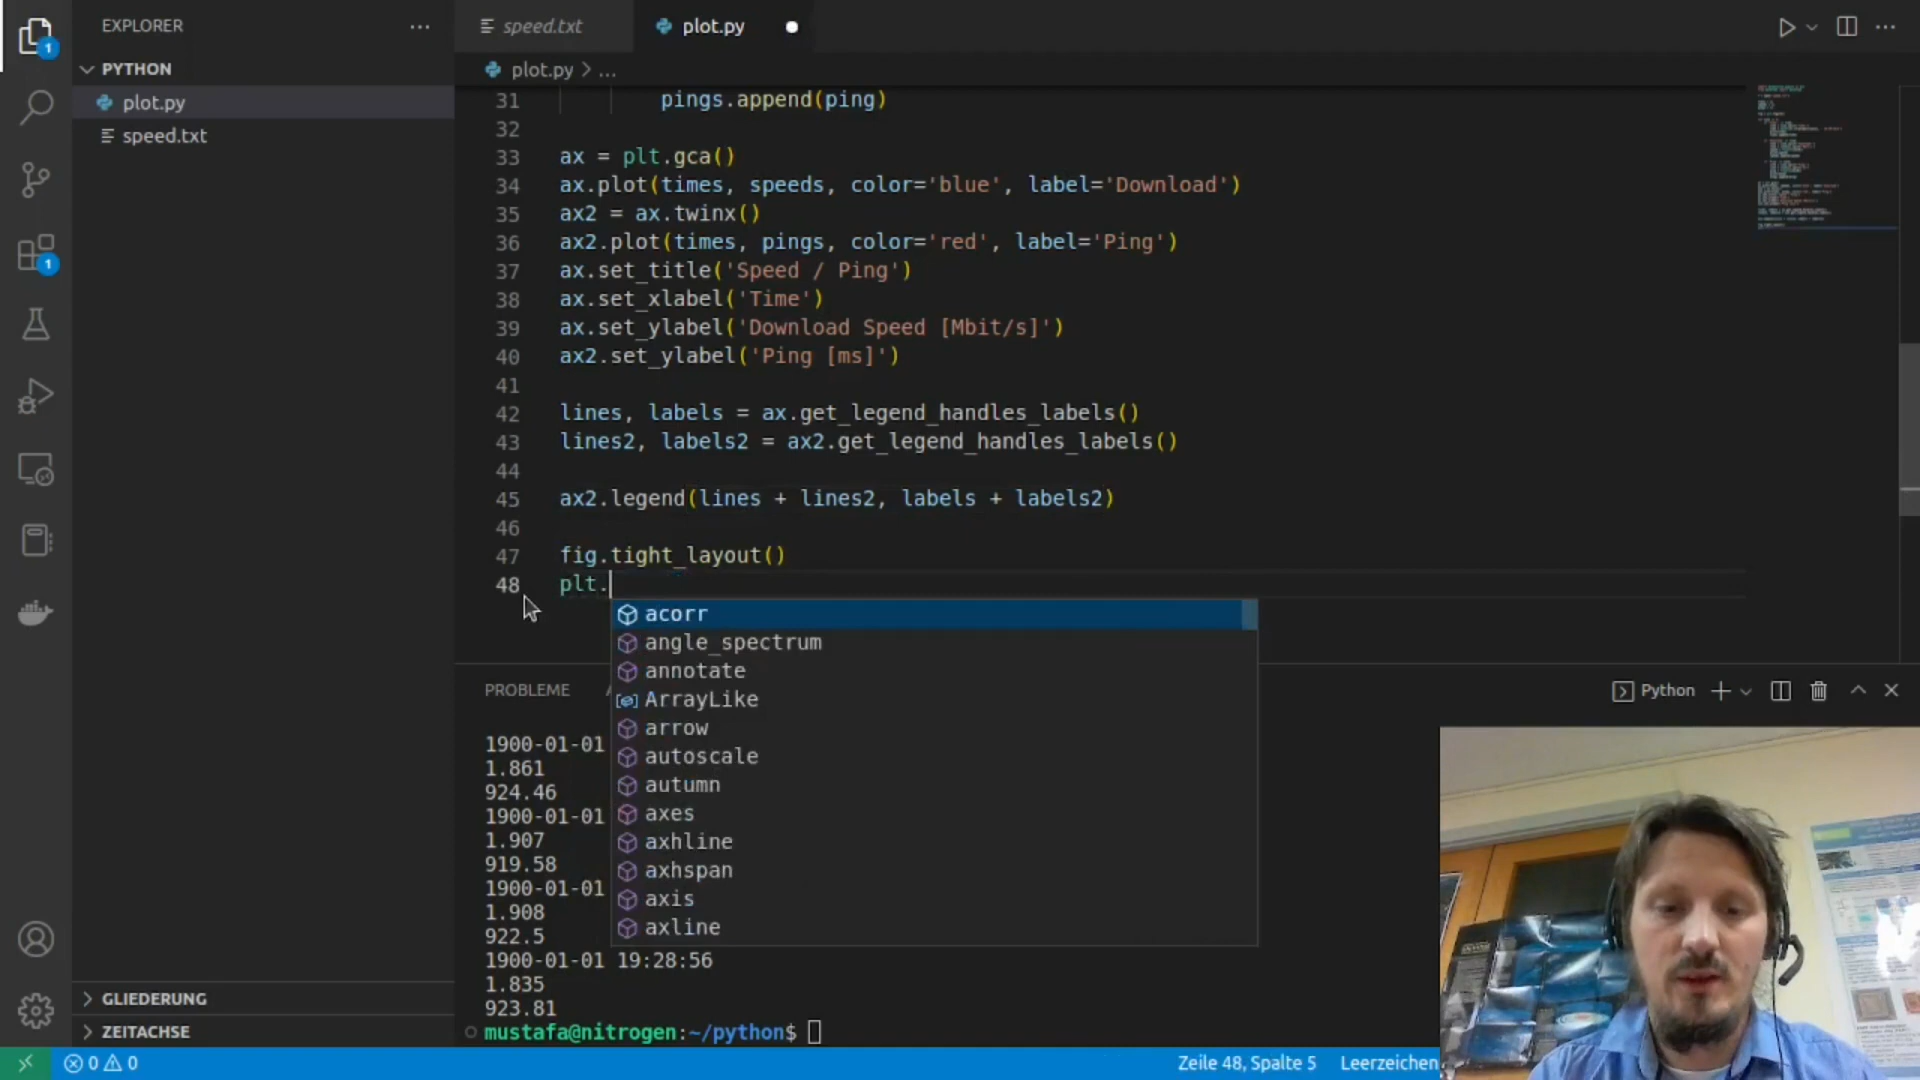 EXPLORER
speed.txt
plot.py
1
PYTHON
plot.py
speed.txt
plot.py > ...
31 pings.append(ping)
32
33 ax = plt.gca()
34 ax.plot(times, speeds, color='blue', label='Download')
35 ax2 = ax.twinx()
36 ax2.plot(times, pings, color='red', label='Ping')
37 ax.set_title('Speed / Ping')
38 ax.set_xlabel('Time')
39 ax.set_ylabel('Download Speed [Mbit/s]')
40 ax2.set_ylabel('Ping [ms]')
41
42 lines, labels = ax.get_legend_handles_labels()
43 lines2, labels2 = ax2.get_legend_handles_labels()
44
45 ax2.legend(lines + lines2, labels + labels2)
46
47 fig.tight_layout()
48 plt.
1
acorr
angle_spectrum
annotate
ArrayLike
arrow
autoscale
autumn
axes
axhline
axhspan
axis
axline
PROBLEME
Python
1900-01-01
1.861
924.46
1900-01-01
1.907
919.58
1900-01-01
1.908
922.5
1900-01-01 19:28:56
1.835
923.81
mustafa@nitrogen:~/python$
GLIEDERUNG
ZEITACHSE
0 0
Zeile 48, Spalte 5
Leerzeichen